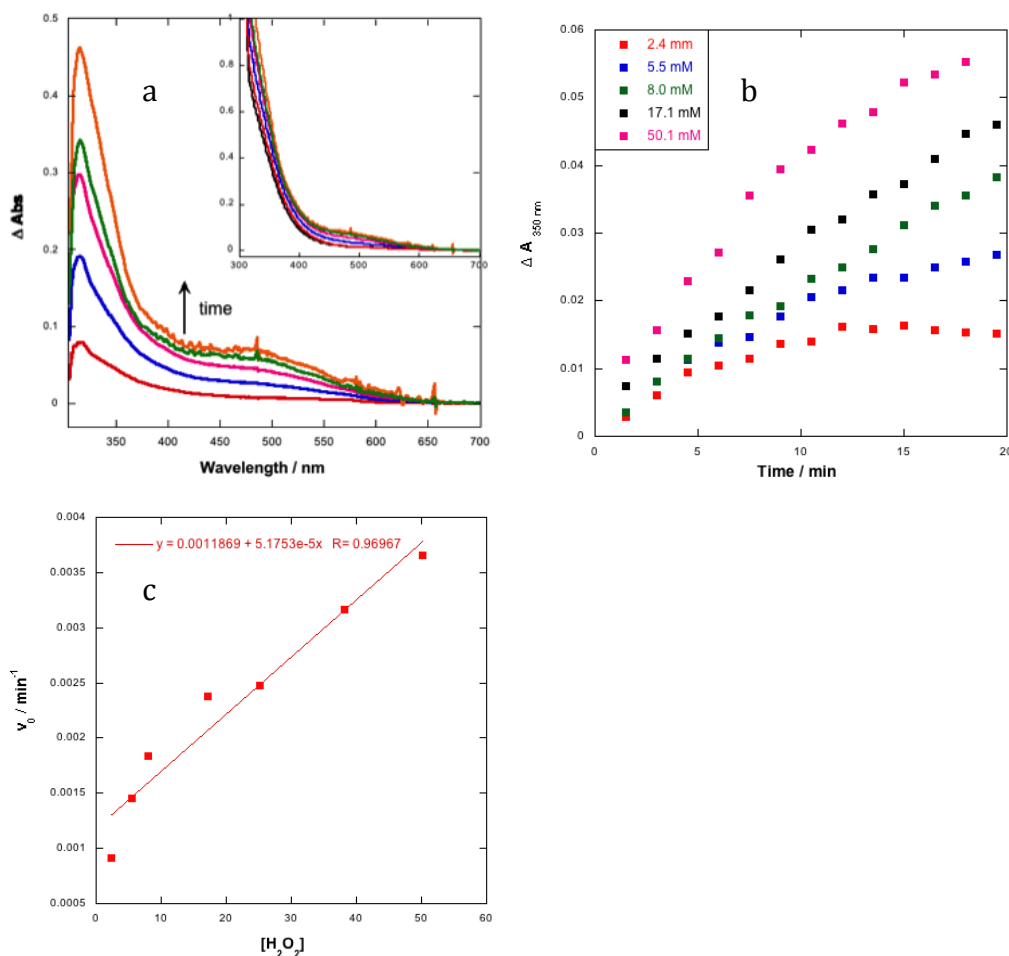 a
Δ Abs
0.5
0.4
0.3
0.2
0.1
0
350 400 450 500 550 600 650 700
Wavelength / nm
time
1
0.8
0.6
0.4
0.2
0
300 400 500 600 700
b
Δ A 350 nm
0.06
0.05
0.04
0.03
0.02
0.01
0
0 5 10 15 20
Time / min
2.4 mm
5.5 mM
8.0 mM
17.1 mM
50.1 mM
c
v0 / min-1
0.004
0.0035
0.003
0.0025
0.002
0.0015
0.001
0.0005
0 10 20 30 40 50 60
[H2O2]
y = 0.0011869 + 5.1753e-5x R= 0.96967